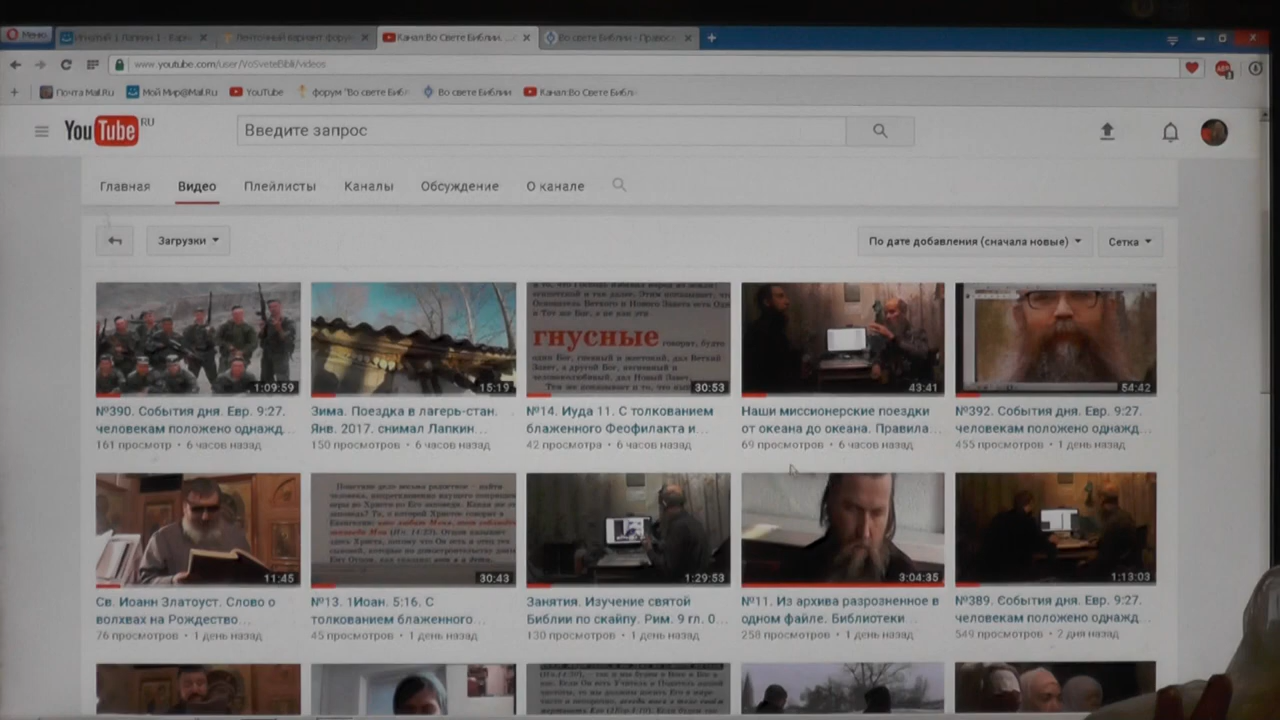 Меню
Ленточный вариант фору
Канал:Во Свете Библии.
Во свете Библии - Правосл
www.youtube.com/user/VoSveteBiblii/videos
Почта Mail.Ru
Мой Мир@Mail.Ru
YouTube
форум "Во свете Библ
Во свете Библии
Канал:Во Свете Библи
YouTube RU
Введите запрос
Главная
Видео
Плейлисты
Каналы
Обсуждение
О канале
Загрузки
По дате добавления (сначала новые)
Сетка
гнусные
1:09:59
15:19
30:53
43:41
54:42
№390. События дня. Евр. 9:27.
человекам положено однажд...
161 просмотр • 6 часов назад
Зима. Поездка в лагерь-стан.
Янв. 2017. снимал Лапкин...
150 просмотров • 6 часов назад
№14. Иуда 11. С толкованием
блаженного Феофилакта и...
42 просмотра • 6 часов назад
Наши миссионерские поездки
от океана до океана. Правила...
69 просмотров • 6 часов назад
№392. События дня. Евр. 9:27.
человекам положено однажд...
455 просмотров • 1 день назад
11:45
30:43
1:29:53
3:04:35
1:13:03
Св. Иоанн Златоуст. Слово о
волхвах на Рождество...
76 просмотров • 1 день назад
№13. 1Иоан. 5:16. С
толкованием блаженного...
45 просмотров • 1 день назад
Занятия. Изучение святой
Библии по скайпу. Рим. 9 гл. 0...
130 просмотров • 1 день назад
№11. Из архива разрозненное в
одном файле. Библиотеки...
258 просмотров • 1 день назад
№389. События дня. Евр. 9:27.
человекам положено однажд...
549 просмотров • 2 дня назад